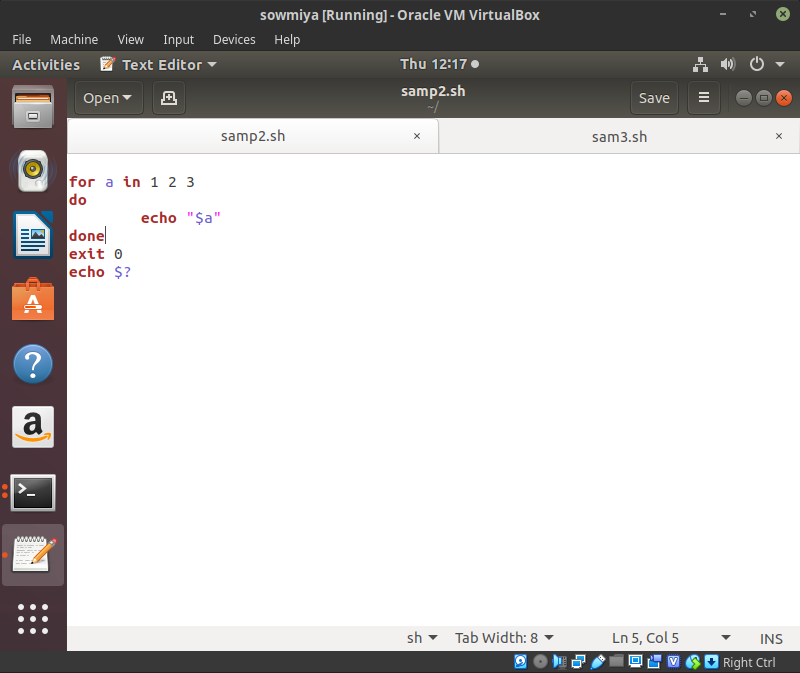 sowmiya [Running] - Oracle VM VirtualBox
File Machine View Input Devices Help
Activities Text Editor Thu 12:17
Open samp2.sh Save
~/
samp2.sh × sam3.sh ×
for a in 1 2 3
do
echo "$a"
done
exit 0
echo $?
sh Tab Width: 8 Ln 5, Col 5 INS
Right Ctrl